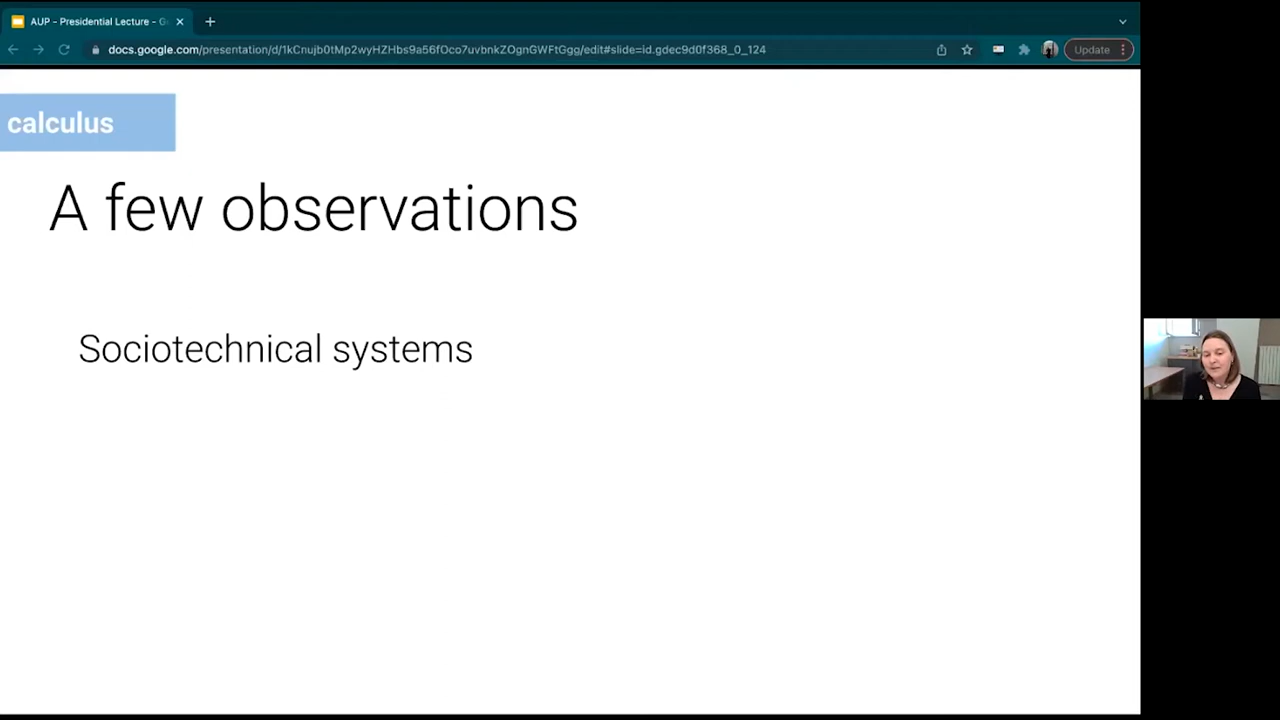 AUP - Presidential Lecture - G
docs.google.com/presentation/d/1kCnujb0tMp2wyHZHbs9a56fOco7uvbnkZOgnGWFtGgg/edit#slide=id.gdec9d0f368_0_124
Update
calculus
A few observations
Sociotechnical systems